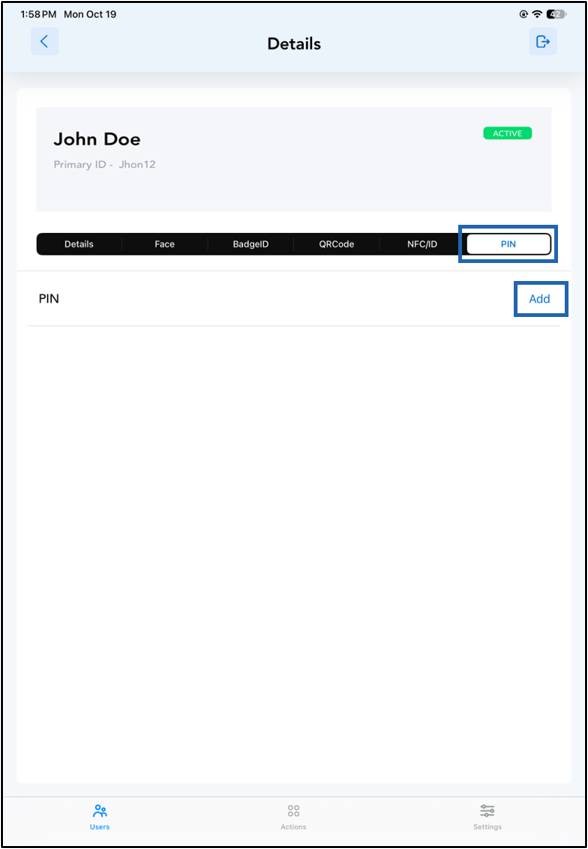 1:58 PM Mon Oct 19 42
Details
John Doe
ACTIVE
Primary ID - Jhon12
Details Face BadgeID QRCode NFC/ID PIN
PIN Add
Users Actions Settings